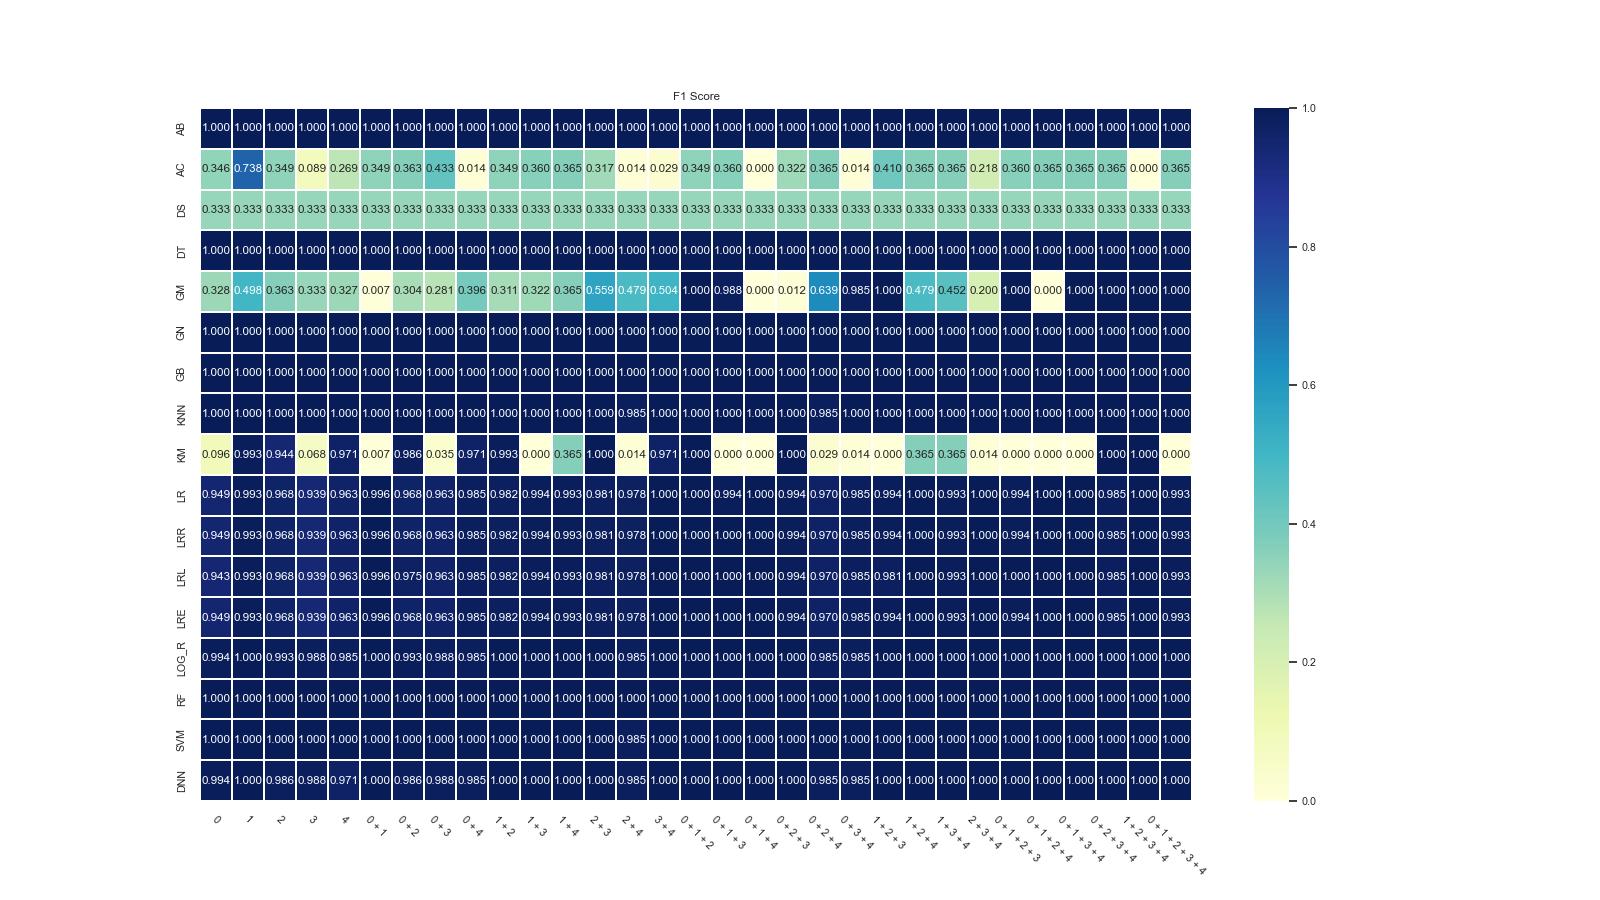 F1 Score
AB 1.000 1.000 1.000 1.000 1.000 1.000 1.000 1.000 1.000 1.000 1.000 1.000 1.000 1.000 1.000 1.000 1.000 1.000 1.000 1.000 1.000 1.000 1.000 1.000 1.000 1.000 1.000 1.000 1.000 1.000 1.000
AC 0.346 0.738 0.349 0.089 0.269 0.349 0.363 0.433 0.014 0.349 0.360 0.365 0.317 0.014 0.029 0.349 0.360 0.000 0.322 0.365 0.014 0.410 0.365 0.365 0.218 0.360 0.365 0.365 0.365 0.000 0.365
DS 0.333 0.333 0.333 0.333 0.333 0.333 0.333 0.333 0.333 0.333 0.333 0.333 0.333 0.333 0.333 0.333 0.333 0.333 0.333 0.333 0.333 0.333 0.333 0.333 0.333 0.333 0.333 0.333 0.333 0.333 0.333
DT 1.000 1.000 1.000 1.000 1.000 1.000 1.000 1.000 1.000 1.000 1.000 1.000 1.000 1.000 1.000 1.000 1.000 1.000 1.000 1.000 1.000 1.000 1.000 1.000 1.000 1.000 1.000 1.000 1.000 1.000 1.000
GM 0.328 0.498 0.363 0.333 0.327 0.007 0.304 0.281 0.396 0.311 0.322 0.365 0.559 0.479 0.504 1.000 0.988 0.000 0.012 0.639 0.985 1.000 0.479 0.452 0.200 1.000 0.000 1.000 1.000 1.000 1.000
GN 1.000 1.000 1.000 1.000 1.000 1.000 1.000 1.000 1.000 1.000 1.000 1.000 1.000 1.000 1.000 1.000 1.000 1.000 1.000 1.000 1.000 1.000 1.000 1.000 1.000 1.000 1.000 1.000 1.000 1.000 1.000
GB 1.000 1.000 1.000 1.000 1.000 1.000 1.000 1.000 1.000 1.000 1.000 1.000 1.000 1.000 1.000 1.000 1.000 1.000 1.000 1.000 1.000 1.000 1.000 1.000 1.000 1.000 1.000 1.000 1.000 1.000 1.000
KNN 1.000 1.000 1.000 1.000 1.000 1.000 1.000 1.000 1.000 1.000 1.000 1.000 1.000 0.985 1.000 1.000 1.000 1.000 1.000 0.985 1.000 1.000 1.000 1.000 1.000 1.000 1.000 1.000 1.000 1.000 1.000
KM 0.096 0.993 0.944 0.068 0.971 0.007 0.986 0.035 0.971 0.993 0.000 0.365 1.000 0.014 0.971 1.000 0.000 0.000 1.000 0.029 0.014 0.000 0.365 0.365 0.014 0.000 0.000 0.000 1.000 1.000 0.000
LR 0.949 0.993 0.968 0.939 0.963 0.996 0.968 0.963 0.985 0.982 0.994 0.993 0.981 0.978 1.000 1.000 0.994 1.000 0.994 0.970 0.985 0.994 1.000 0.993 1.000 0.994 1.000 1.000 0.985 1.000 0.993
LRR 0.949 0.993 0.968 0.939 0.963 0.996 0.968 0.963 0.985 0.982 0.994 0.993 0.981 0.978 1.000 1.000 1.000 1.000 0.994 0.970 0.985 0.994 1.000 0.993 1.000 0.994 1.000 1.000 0.985 1.000 0.993
LRL 0.943 0.993 0.968 0.939 0.963 0.996 0.975 0.963 0.985 0.982 0.994 0.993 0.981 0.978 1.000 1.000 1.000 1.000 0.994 0.970 0.985 0.981 1.000 0.993 1.000 1.000 1.000 1.000 0.985 1.000 0.993
LRE 0.949 0.993 0.968 0.939 0.963 0.996 0.968 0.963 0.985 0.982 0.994 0.993 0.981 0.978 1.000 1.000 1.000 1.000 0.994 0.970 0.985 0.994 1.000 0.993 1.000 0.994 1.000 1.000 0.985 1.000 0.993
LOG_R 0.994 1.000 0.993 0.988 0.985 1.000 0.993 0.988 0.985 1.000 1.000 1.000 1.000 0.985 1.000 1.000 1.000 1.000 1.000 0.985 0.985 1.000 1.000 1.000 1.000 1.000 1.000 1.000 1.000 1.000 1.000
RF 1.000 1.000 1.000 1.000 1.000 1.000 1.000 1.000 1.000 1.000 1.000 1.000 1.000 1.000 1.000 1.000 1.000 1.000 1.000 1.000 1.000 1.000 1.000 1.000 1.000 1.000 1.000 1.000 1.000 1.000 1.000
SVM 1.000 1.000 1.000 1.000 1.000 1.000 1.000 1.000 1.000 1.000 1.000 1.000 1.000 0.985 1.000 1.000 1.000 1.000 1.000 1.000 1.000 1.000 1.000 1.000 1.000 1.000 1.000 1.000 1.000 1.000 1.000
DNN 0.994 1.000 0.986 0.988 0.971 1.000 0.986 0.988 0.985 1.000 1.000 1.000 1.000 0.985 1.000 1.000 1.000 1.000 1.000 0.985 0.985 1.000 1.000 1.000 1.000 1.000 1.000 1.000 1.000 1.000 1.000
0
1
2
3
4
0 + 1
0 + 2
0 + 3
0 + 4
1 + 2
1 + 3
1 + 4
2 + 3
2 + 4
3 + 4
0 + 1 + 2
0 + 1 + 3
0 + 1 + 4
0 + 2 + 3
0 + 2 + 4
0 + 3 + 4
1 + 2 + 3
1 + 2 + 4
1 + 3 + 4
2 + 3 + 4
0 + 1 + 2 + 3
0 + 1 + 2 + 4
0 + 1 + 3 + 4
0 + 2 + 3 + 4
1 + 2 + 3 + 4
0 + 1 + 2 + 3 + 4
1.0
0.8
0.6
0.4
0.2
0.0